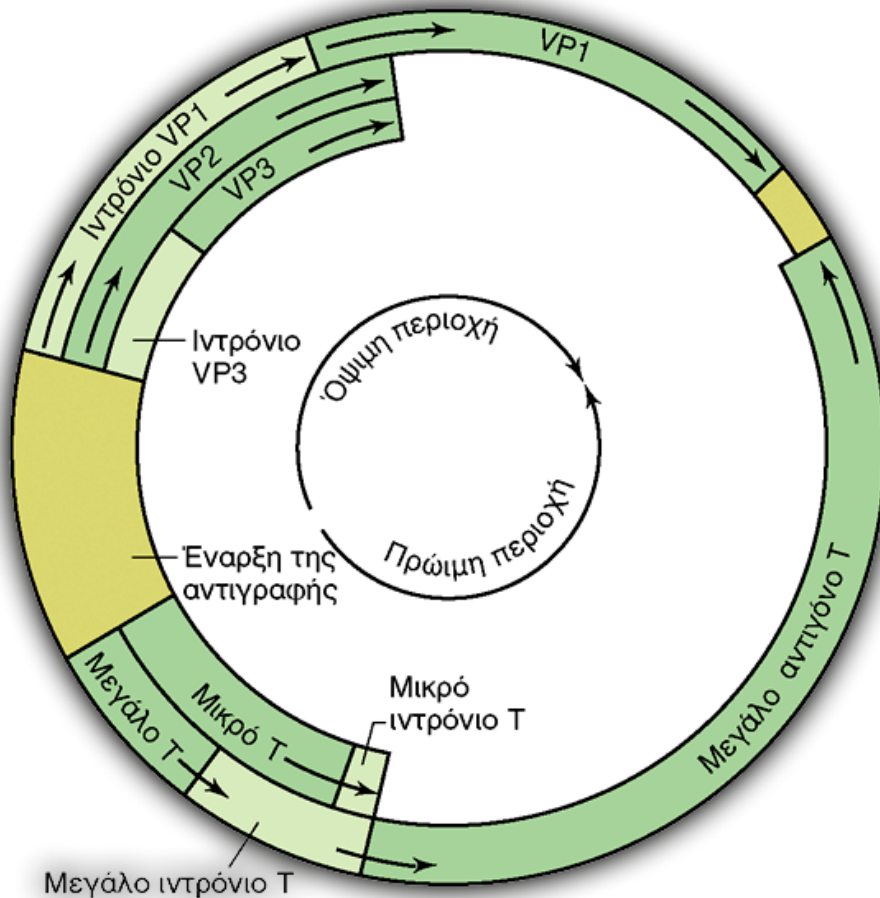 VP1
Ιντρόνιο VP1
VP2
VP3
Ιντρόνιο
VP3
Όψιμη περιοχή
Πρώιμη περιοχή
Έναρξη της
αντιγραφής
Μεγάλο T
Μικρό T
Μικρό
ιντρόνιο T
Μεγάλο αντιγόνο T
Μεγάλο ιντρόνιο T